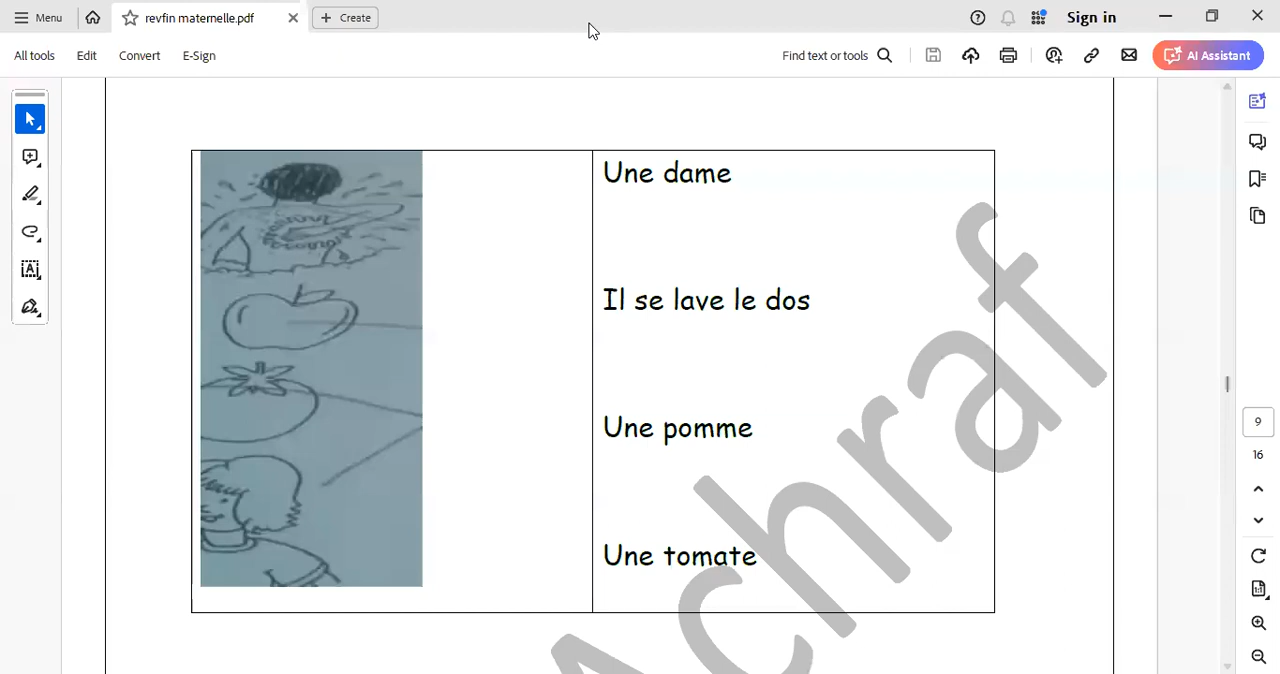 Menu
revfin maternelle.pdf
Create
Sign in
All tools
Edit
Convert
E-Sign
Find text or tools
AI Assistant
Une dame
Il se lave le dos
Une pomme
Une tomate
Achraf
9
16